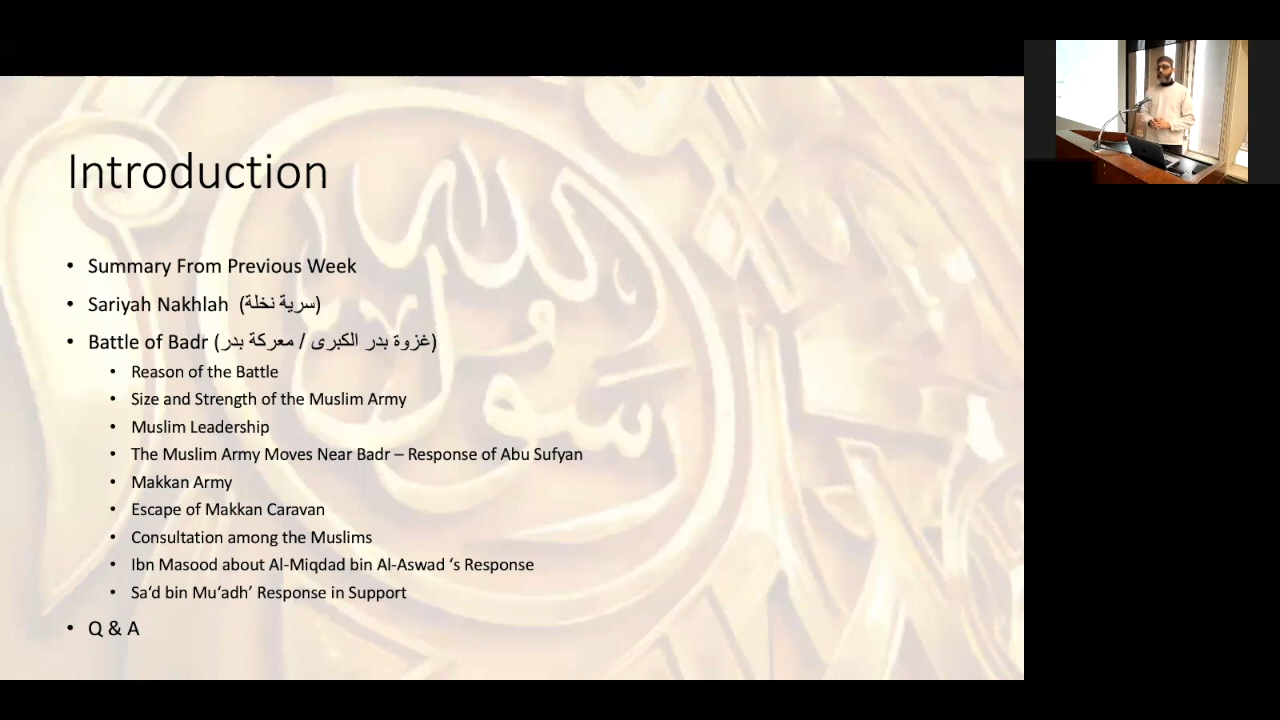 Introduction
• Summary From Previous Week
• Sariyah Nakhlah (سرية نخلة)
• Battle of Badr (غزوة بدر الكبرى / معركة بدر)
• Reason of the Battle
• Size and Strength of the Muslim Army
• Muslim Leadership
• The Muslim Army Moves Near Badr – Response of Abu Sufyan
• Makkan Army
• Escape of Makkan Caravan
• Consultation among the Muslims
• Ibn Masood about Al-Miqdad bin Al-Aswad ‘s Response
• Sa‘d bin Mu‘adh’ Response in Support
• Q & A
الله
رسول